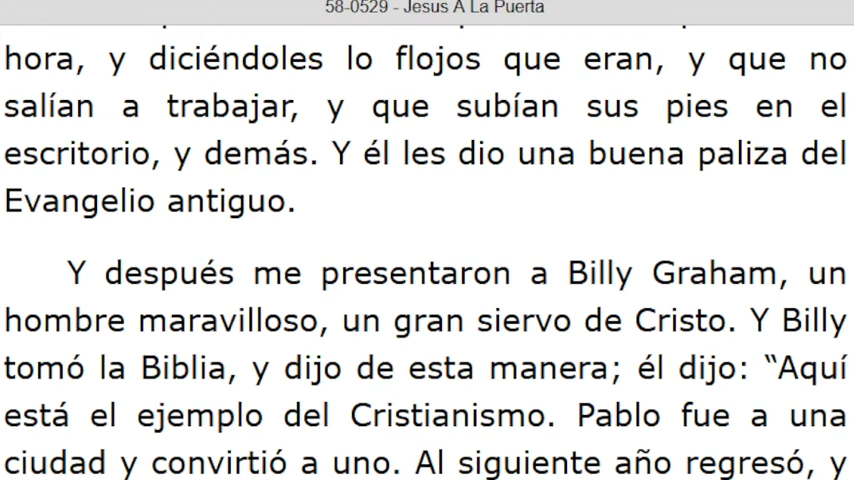 58-0529 - Jesus A La Puerta
hora, y diciéndoles lo flojos que eran, y que no
salían a trabajar, y que subían sus pies en el
escritorio, y demás. Y él les dio una buena paliza del
Evangelio antiguo.
Y después me presentaron a Billy Graham, un
hombre maravilloso, un gran siervo de Cristo. Y Billy
tomó la Biblia, y dijo de esta manera; él dijo: “Aquí
está el ejemplo del Cristianismo. Pablo fue a una
ciudad y convirtió a uno. Al siguiente año regresó, y